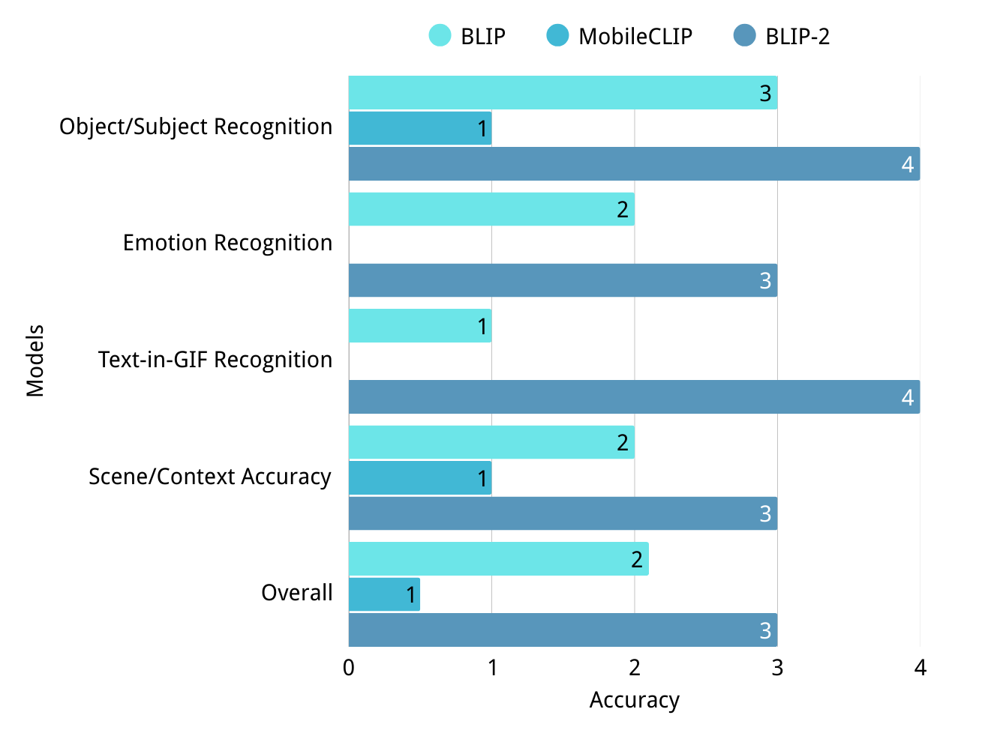 BLIP MobileCLIP BLIP-2
3
Object/Subject Recognition 1
4
2
Emotion Recognition
3
1
Text-in-GIF Recognition
4
2
Scene/Context Accuracy 1
3
2
Overall 1
3
Models
0 1 2 3 4
Accuracy